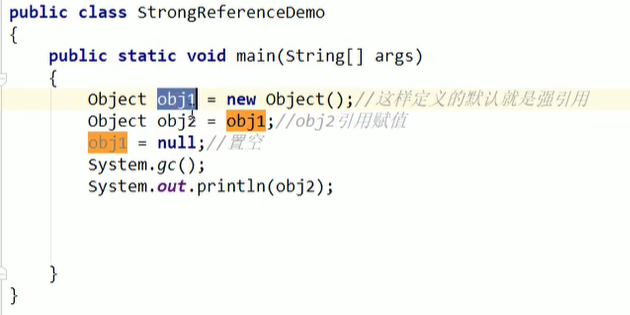 public class StrongReferenceDemo
{
public static void main(String[] args)
{
Object obj1 = new Object();//这样定义的默认就是强引用
Object obj2 = obj1;//obj2引用赋值
obj1 = null;//置空
System.gc();
System.out.println(obj2);
}
}